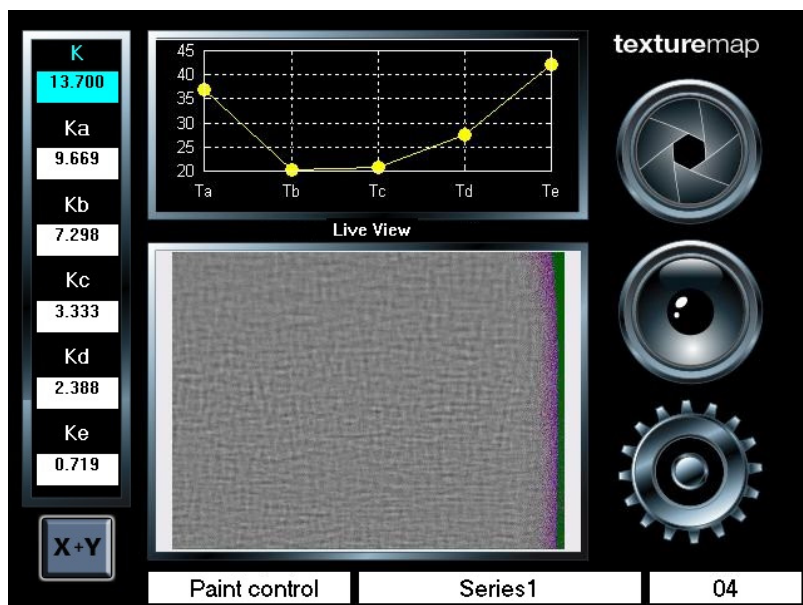 K
13.700
Ka
9.669
Kb
7.298
Kc
3.333
Kd
2.388
Ke
0.719
X+Y
45
40
35
30
25
20
Ta Tb Tc Td Te
Live View
texturemap
Paint control Series1 04